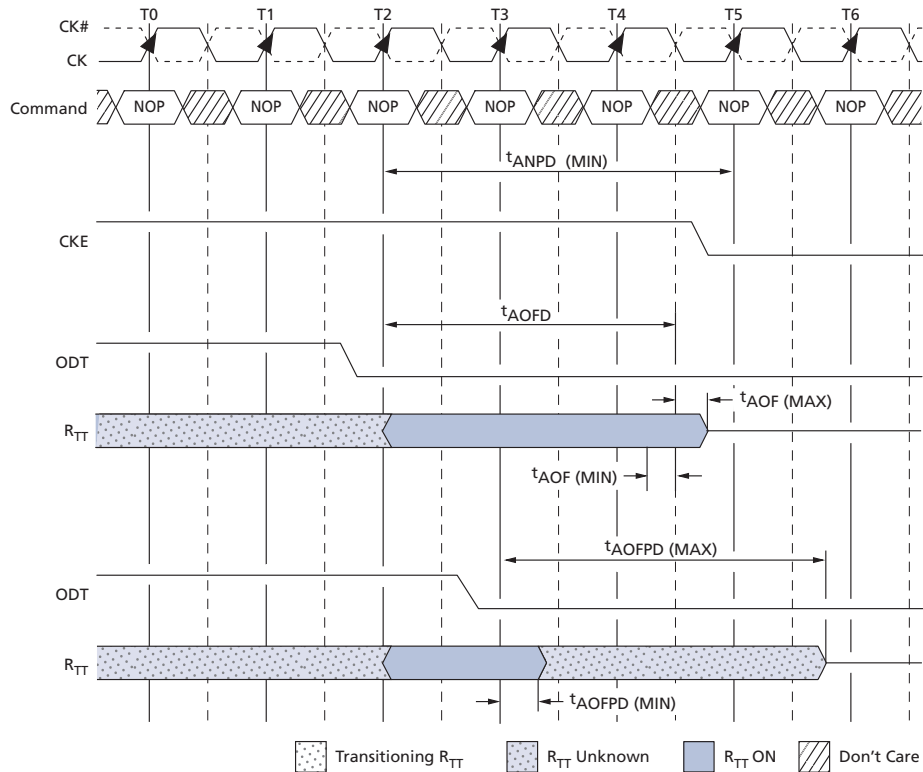 T0 T1 T2 T3 T4 T5 T6
CK#
CK
Command NOP NOP NOP NOP NOP NOP NOP
tANPD (MIN)
CKE
tAOFD
ODT
tAOF (MAX)
RTT
tAOF (MIN)
tAOFPD (MAX)
ODT
RTT
tAOFPD (MIN)
Transitioning RTT RTT Unknown RTT ON Don't Care